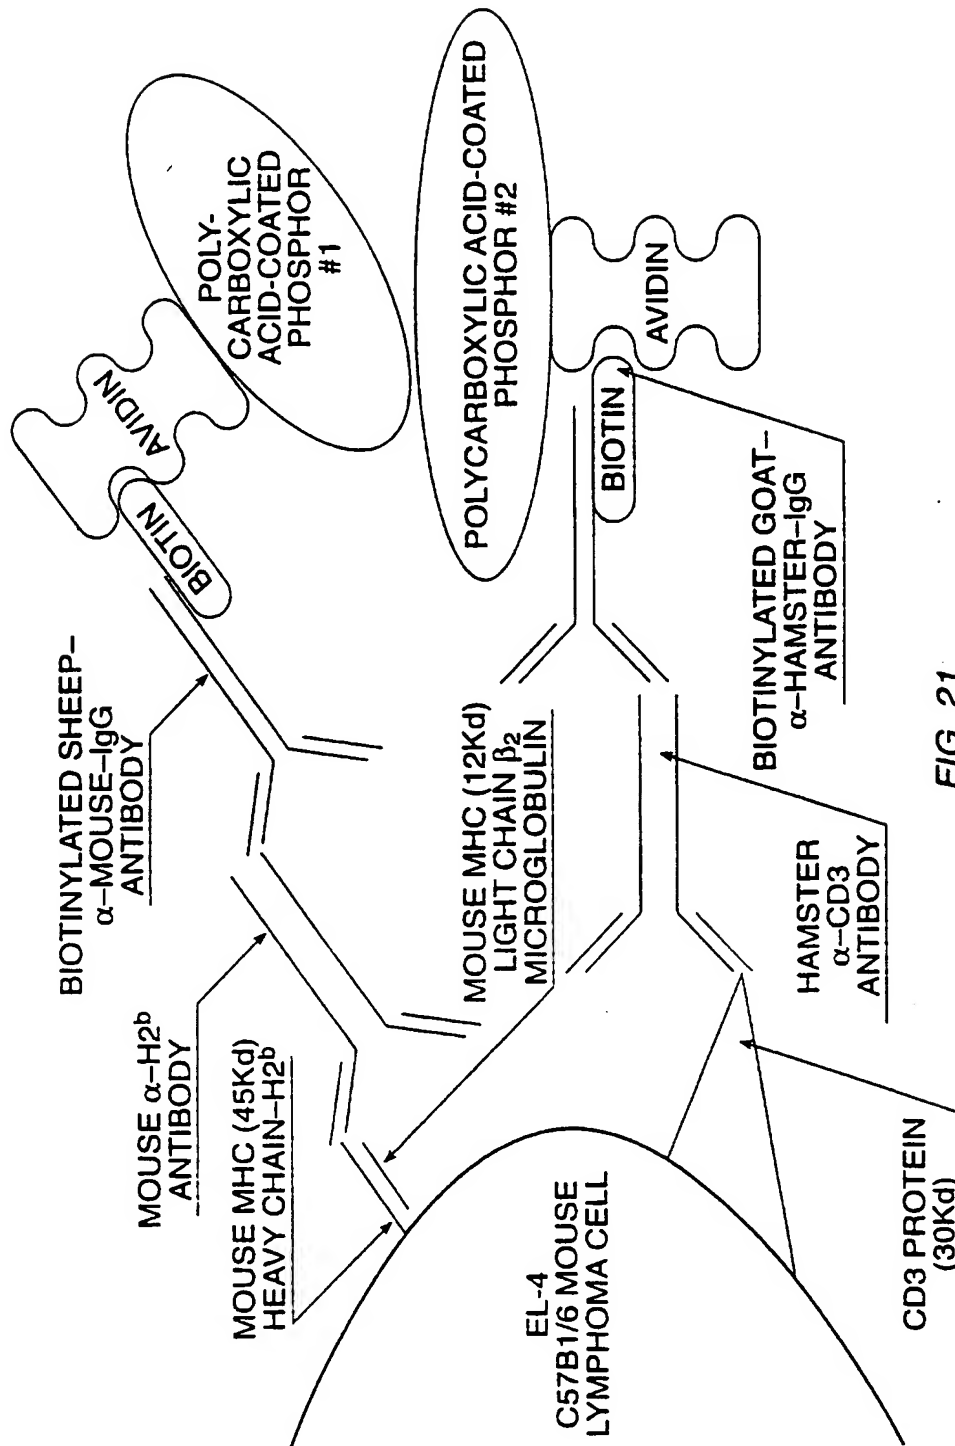 BIOTINYLATED SHEEP–
α–MOUSE–IgG
ANTIBODY
MOUSE α–H2ᵇ
ANTIBODY
MOUSE MHC (45Kd)
HEAVY CHAIN–H2ᵇ
BIOTIN
AVIDIN
POLY-
CARBOXYLIC
ACID-COATED
PHOSPHOR
#1
POLYCARBOXYLIC ACID-COATED
PHOSPHOR #2
AVIDIN
BIOTIN
MOUSE MHC (12Kd)
LIGHT CHAIN β₂
MICROGLOBULIN
EL-4
C57B1/6 MOUSE
LYMPHOMA CELL
BIOTINYLATED GOAT–
α–HAMSTER–IgG
ANTIBODY
HAMSTER
α–CD3
ANTIBODY
CD3 PROTEIN
(30Kd)
FIG. 21